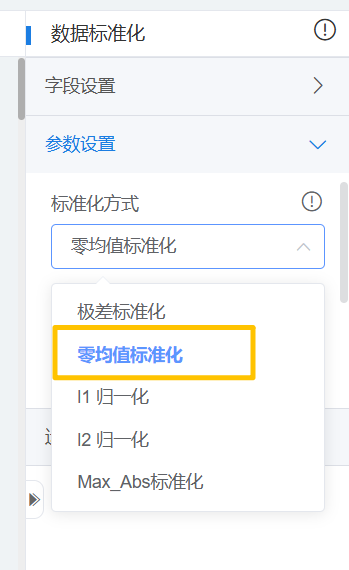 数据标准化
字段设置
参数设置
标准化方式
零均值标准化
极差标准化
零均值标准化
l1 归一化
l2 归一化
Max_Abs标准化